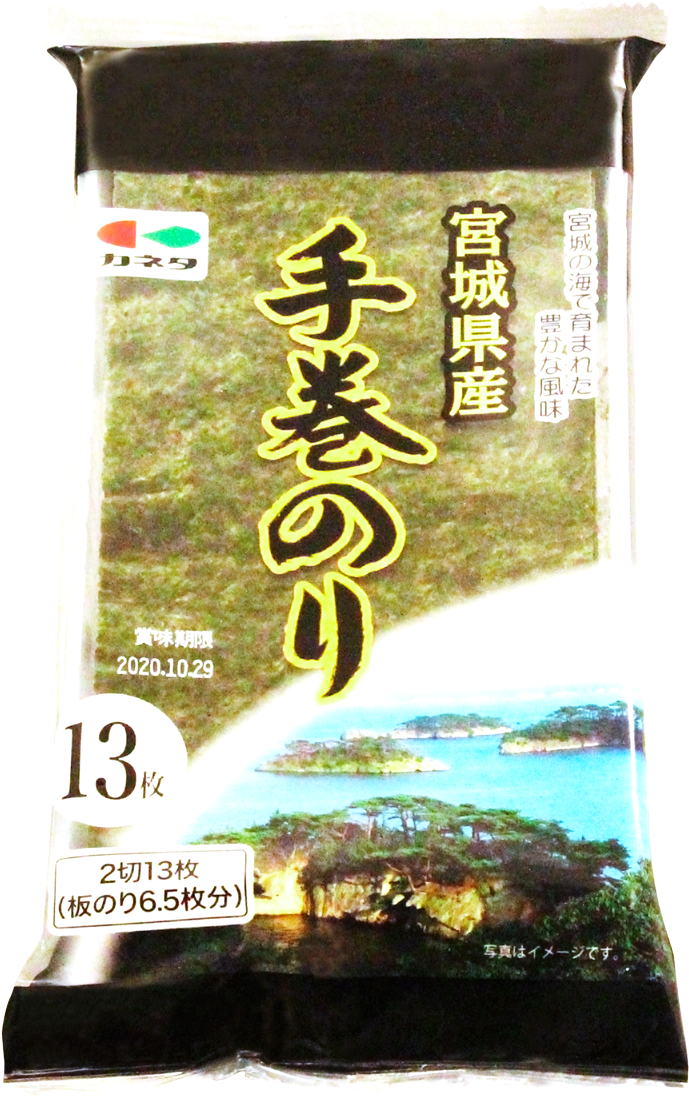 カネタ
宮城の海で育まれた
豊かな風味
宮城県産
手巻のり
賞味期限
2020.10.29
13枚
2切13枚
(板のり6.5枚分)
写真はイメージです。